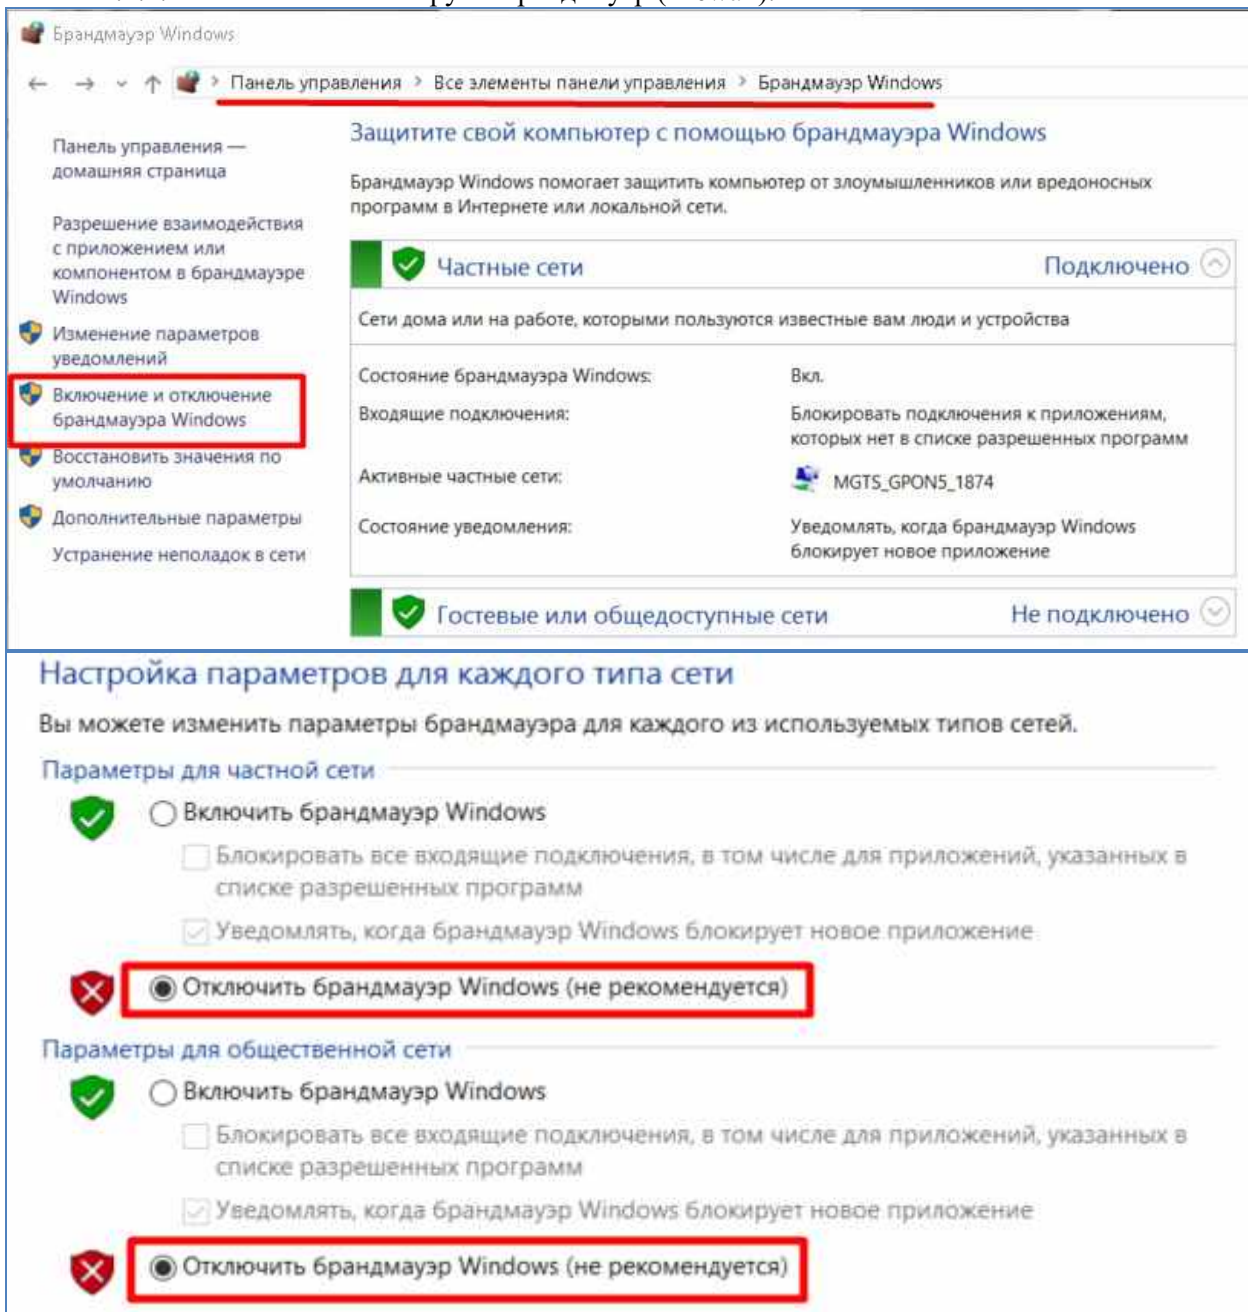 Брандмауэр Windows
Панель управления > Все элементы панели управления > Брандмауэр Windows
Панель управления —
домашняя страница
Разрешение взаимодействия
с приложением или
компонентом в брандмауэре
Windows
Изменение параметров
уведомлений
Включение и отключение
брандмауэра Windows
Восстановить значения по
умолчанию
Дополнительные параметры
Устранение неполадок в сети
Защитите свой компьютер с помощью брандмауэра Windows
Брандмауэр Windows помогает защитить компьютер от злоумышленников или вредоносных
программ в Интернете или локальной сети.
Частные сети Подключено
Сети дома или на работе, которыми пользуются известные вам люди и устройства
Состояние брандмауэра Windows: Вкл.
Входящие подключения: Блокировать подключения к приложениям,
которых нет в списке разрешенных программ
Активные частные сети: MGTS_GPON5_1874
Состояние уведомления: Уведомлять, когда брандмауэр Windows
блокирует новое приложение
Гостевые или общедоступные сети Не подключено
Настройка параметров для каждого типа сети
Вы можете изменить параметры брандмауэра для каждого из используемых типов сетей.
Параметры для частной сети
Включить брандмауэр Windows
Блокировать все входящие подключения, в том числе для приложений, указанных в
списке разрешенных программ
Уведомлять, когда брандмауэр Windows блокирует новое приложение
Отключить брандмауэр Windows (не рекомендуется)
Параметры для общественной сети
Включить брандмауэр Windows
Блокировать все входящие подключения, в том числе для приложений, указанных в
списке разрешенных программ
Уведомлять, когда брандмауэр Windows блокирует новое приложение
Отключить брандмауэр Windows (не рекомендуется)